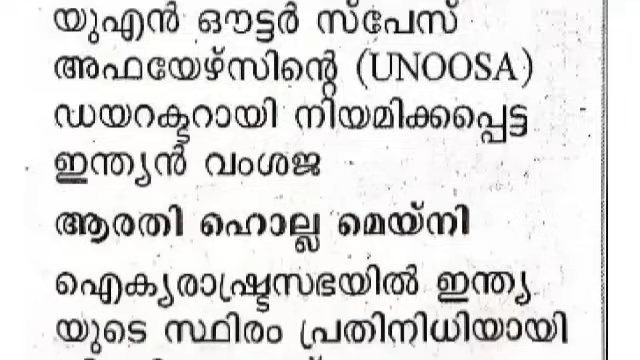 യുഎൻ ഔട്ടർ സ്പേസ്
അഫയേഴ്സിന്റെ (UNOOSA)
ഡയറക്ടറായി നിയമിക്കപ്പെട്ട
ഇന്ത്യൻ വംശജ
ആരതി ഹൊല്ല മെയ്നി
ഐക്യരാഷ്ട്രസഭയിൽ ഇന്ത്യ
യുടെ സ്ഥിരം പ്രതിനിധിയായി